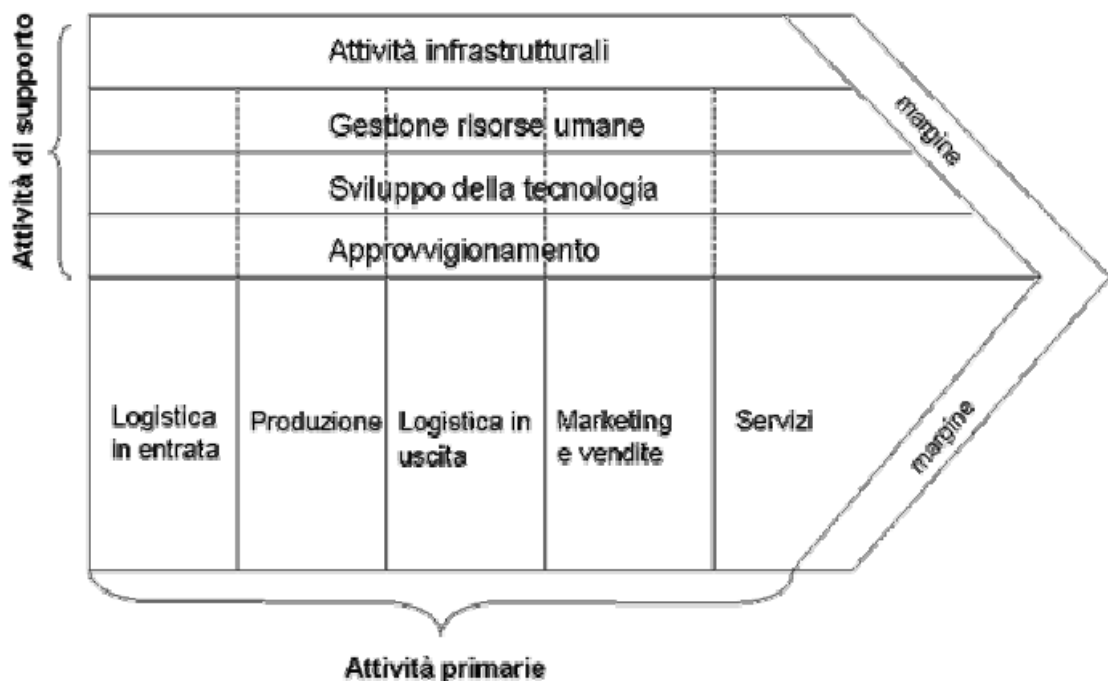 Attività di supporto
Attività infrastrutturali
Gestione risorse umane
Sviluppo della tecnologia
Approvvigionamento
margine
Logistica
in entrata
Produzione
Logistica in
uscita
Marketing
e vendite
Servizi
margine
Attività primarie